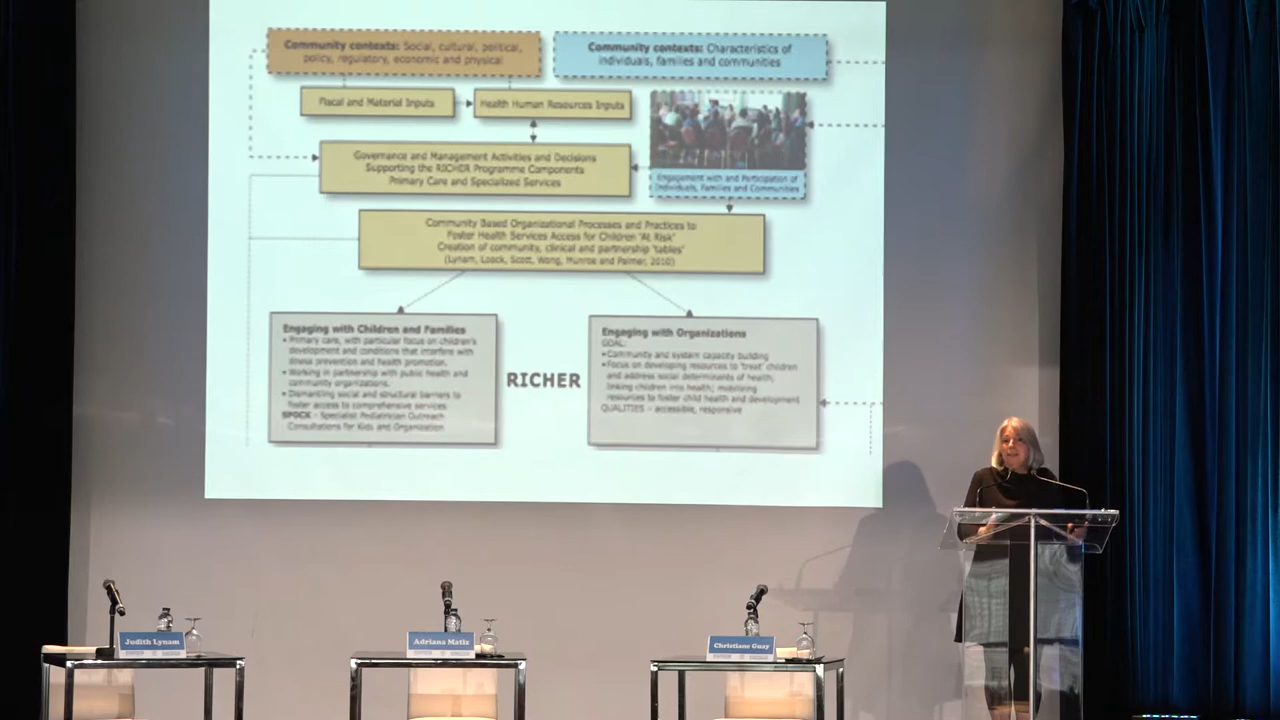 Community contexts: Social, cultural, political,
policy, regulatory, economic and physical
Community contexts: Characteristics of
individuals, families and communities
Fiscal and Material Inputs
Health Human Resources Inputs
Governance and Management Activities and Decisions
Supporting the RICHER Programme Components
Primary Care and Specialized Services
Engagement with and Participation of
Individuals, Families and Communities
Community Based Organizational Processes and Practices to
Foster Health Services Access for Children 'At Risk'
Creation of community, clinical and partnership 'tables'
(Lynam, Loock, Scott, Wong, Munroe and Palmer, 2010)
Engaging with Children and Families
• Primary care, with particular focus on children's
development and conditions that interfere with
illness prevention and health promotion.
• Working in partnership with public health and
community organizations.
• Dismantling social and structural barriers to
foster access to comprehensive services
SPOCK - Specialist Pediatrician Outreach
Consultations for Kids and Organization
RICHER
Engaging with Organizations
GOAL:
• Community and system capacity building
• Focus on developing resources to 'treat' children
and address social determinants of health;
linking children into health; mobilizing
resources to foster child health and development
QUALITIES - accessible, responsive
Judith Lynam
Adriana Matiz
Christiane Guay